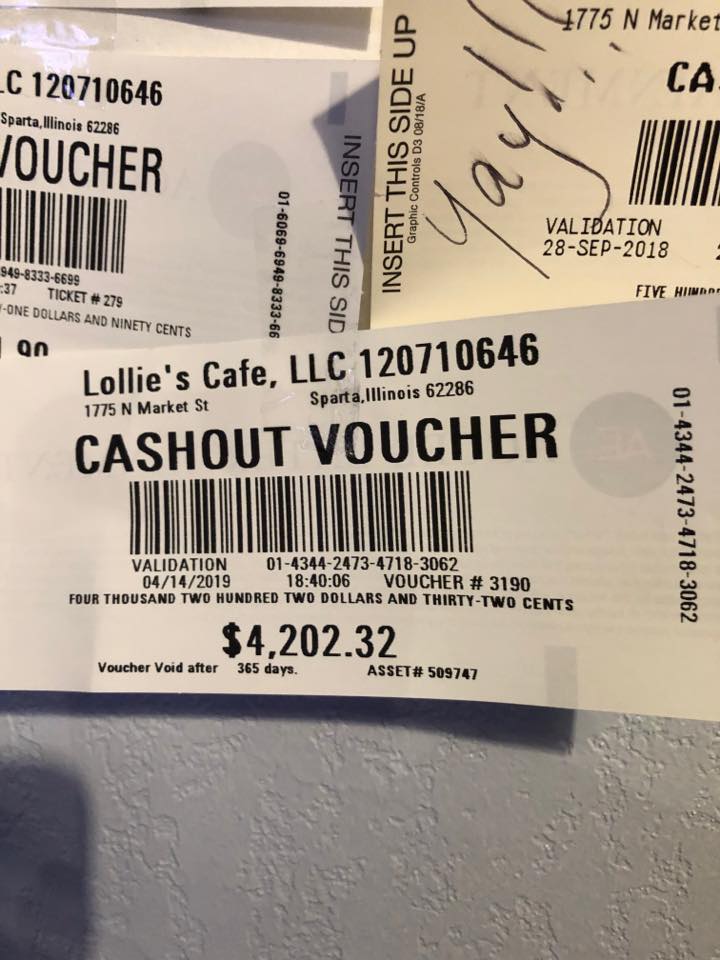 LC 120710646
Sparta,Illinois 62286
VOUCHER
949-8333-6699
:37 TICKET # 279
-ONE DOLLARS AND NINETY CENTS
90
01-6069-6949-8333-66
INSERT THIS SID
INSERT THIS SIDE UP
Graphic Controls D3 08/18/A
Yay!!!
1775 N Market
CA
VALIDATION
28-SEP-2018
FIVE
Lollie's Cafe, LLC 120710646
1775 N Market St Sparta,Illinois 62286
CASHOUT VOUCHER
VALIDATION 01-4344-2473-4718-3062
04/14/2019 18:40:06 VOUCHER # 3190
FOUR THOUSAND TWO HUNDRED TWO DOLLARS AND THIRTY-TWO CENTS
$4,202.32
Voucher Void after 365 days. ASSET# 509747
01-4344-2473-4718-3062